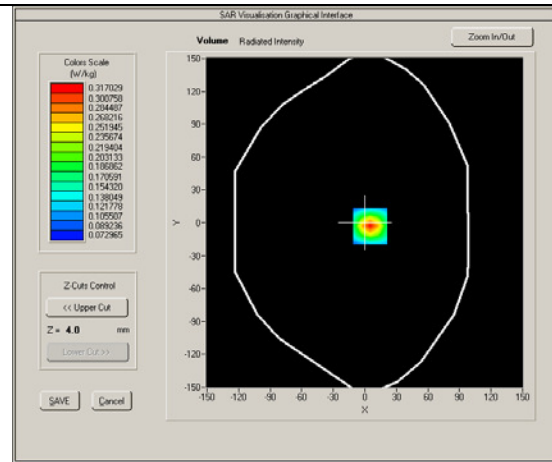 SAR Visualisation Graphical Interface
Colors Scale
(W/kg)
0.317029
0.300758
0.284487
0.268216
0.251945
0.235674
0.219404
0.203133
0.186862
0.170591
0.154320
0.138049
0.121778
0.105507
0.089236
0.072965
Z-Cuts Control
<< Upper Cut
Z = 4.0 mm
Lower Cut >>
SAVE Cancel
Volume Radiated Intensity
Zoom In/Out
150
120
90
60
30
0
-30
-60
-90
-120
-150
Y
-150 -120 -90 -60 -30 0 30 60 90 120 150
X